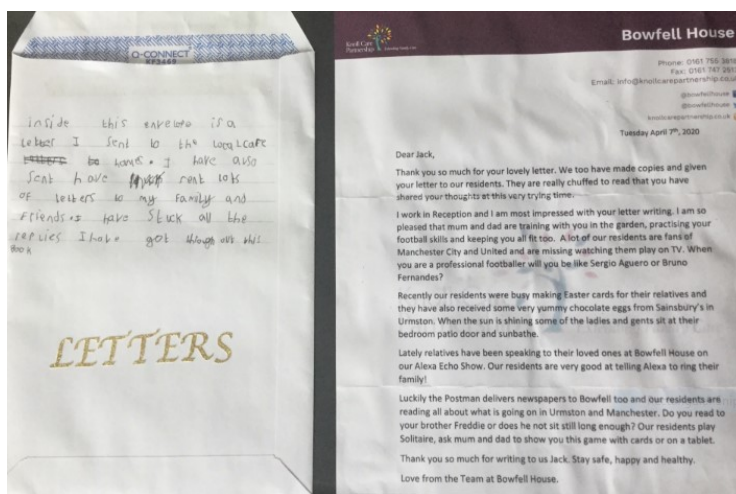 Q-CONNECT
KF3469
inside this envelope is a
Letter I sent to the local care
home. I have also
sent have sent lots
of letters to my family and
friends. I have stuck all the
replies I have got through out this
book
LETTERS
Knoll Care
Partnership
Bowfell House
Phone: 0161 755 3818
Fax: 0161 747 261
Email: info@knollcarepartnership.co.u
@bowfellhouse
@bowfellhouse
knollcarepartnership.co.uk
Tuesday April 7th, 2020
Dear Jack,
Thank you so much for your lovely letter. We too have made copies and given
your letter to our residents. They are really chuffed to read that you have
shared your thoughts at this very trying time.
I work in Reception and I am most impressed with your letter writing. I am so
pleased that mum and dad are training with you in the garden, practising your
football skills and keeping you all fit too. A lot of our residents are fans of
Manchester City and United and are missing watching them play on TV. When
you are a professional footballer will you be like Sergio Aguero or Bruno
Fernandes?
Recently our residents were busy making Easter cards for their relatives and
they have also received some very yummy chocolate eggs from Sainsbury's in
Urmston. When the sun is shining some of the ladies and gents sit at their
bedroom patio door and sunbathe.
Lately relatives have been speaking to their loved ones at Bowfell House on
our Alexa Echo Show. Our residents are very good at telling Alexa to ring their
family!
Luckily the Postman delivers newspapers to Bowfell too and our residents are
reading all about what is going on in Urmston and Manchester. Do you read to
your brother Freddie or does he not sit still long enough? Our residents play
Solitaire, ask mum and dad to show you this game with cards or on a tablet.
Thank you so much for writing to us Jack. Stay safe, happy and healthy.
Love from the Team at Bowfell House.